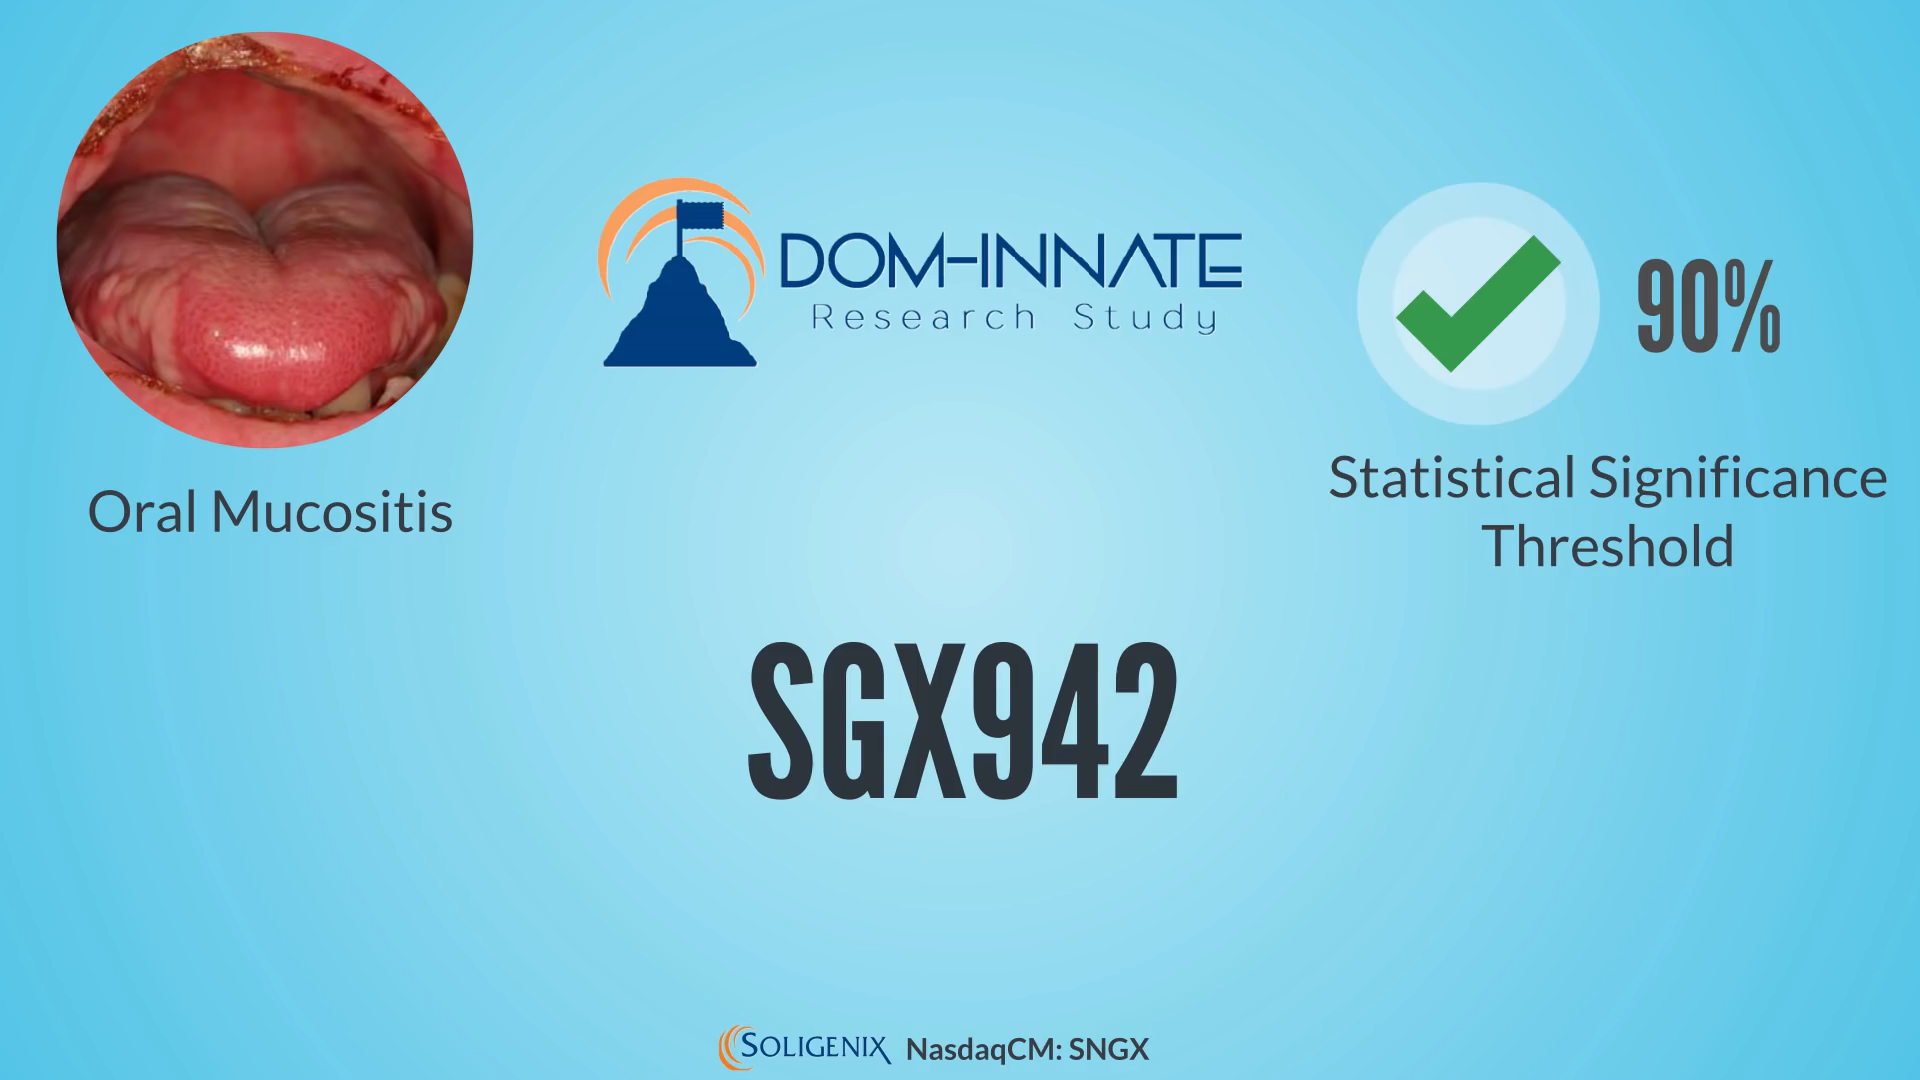 Oral Mucositis
DOM-INNATE
Research Study
90%
Statistical Significance
Threshold
SGX942
SOLIGENIX NasdaqCM: SNGX